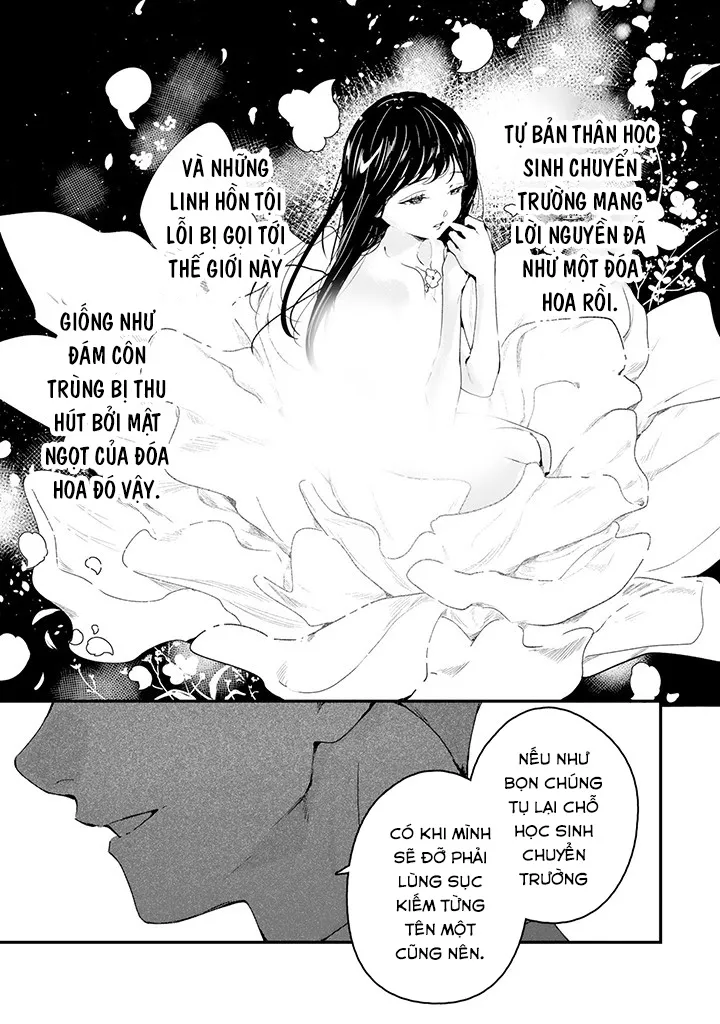 TỰ BẢN THÂN HỌC
SINH CHUYỂN
TRƯỜNG MANG
LỜI NGUYỀN ĐÃ
NHƯ MỘT ĐÓA
HOA RỒI.
VÀ NHỮNG
LINH HỒN TỘI
LỖI BỊ GỌI TỚI
THẾ GIỚI NÀY
GIỐNG NHƯ
ĐÁM CÔN
TRÙNG BỊ THU
HÚT BỞI MẬT
NGỌT CỦA ĐÓA
HOA ĐÓ VẬY.
NẾU NHƯ
BỌN CHÚNG
TỤ LẠI CHỖ
HỌC SINH
CHUYỂN
TRƯỜNG
CÓ KHI MÌNH
SẼ ĐỠ PHẢI
LÙNG SỤC
KIẾM TỪNG
TÊN MỘT
CŨNG NÊN.